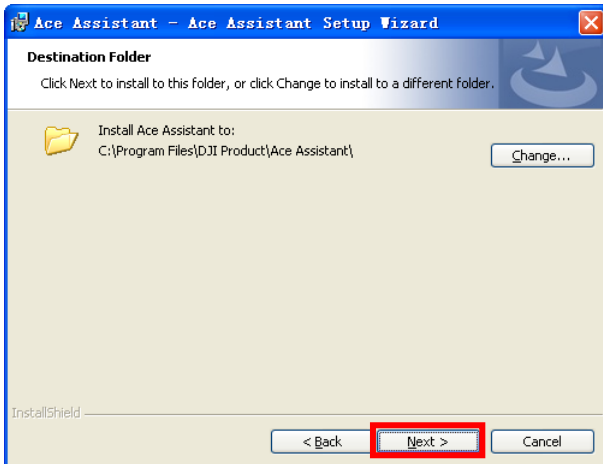 Ace Assistant - Ace Assistant Setup Wizard
Destination Folder
Click Next to install to this folder, or click Change to install to a different folder.
Install Ace Assistant to:
C:\Program Files\DJI Product\Ace Assistant\
Change...
InstallShield
< Back
Next >
Cancel